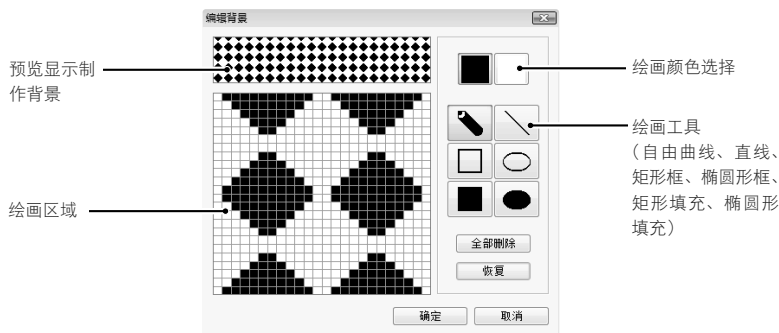 编辑背景
预览显示制
作背景
绘画颜色选择
绘画工具
（自由曲线、直线、
矩形框、椭圆形框、
矩形填充、椭圆形
填充）
绘画区域
全部删除
恢复
确定
取消